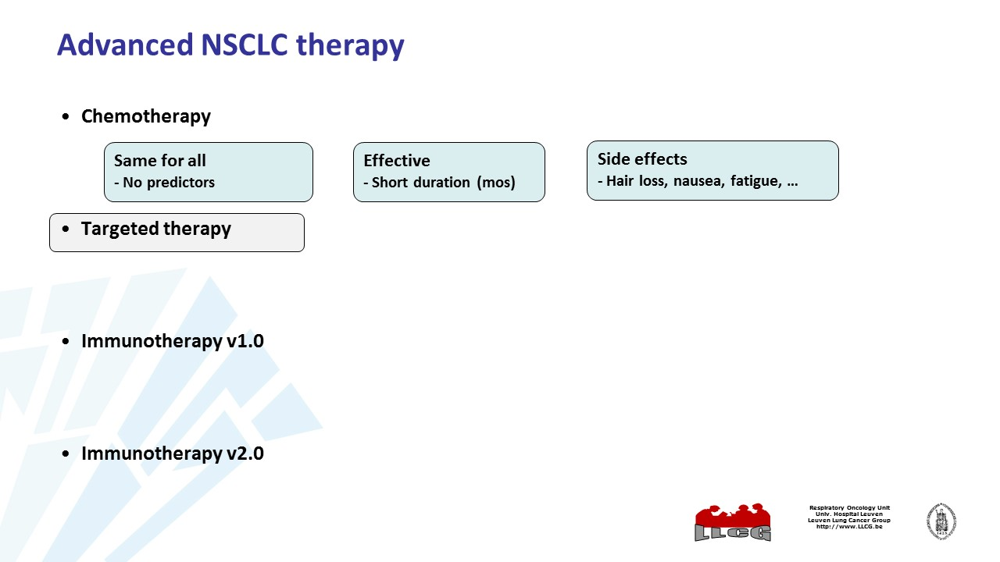 Advanced NSCLC therapy
• Chemotherapy
Same for all
- No predictors
Effective
- Short duration (mos)
Side effects
- Hair loss, nausea, fatigue, ...
• Targeted therapy
• Immunotherapy v1.0
• Immunotherapy v2.0
LLCG
Respiratory Oncology Unit
Univ. Hospital Leuven
Leuven Lung Cancer Group
http://www.LLCG.be